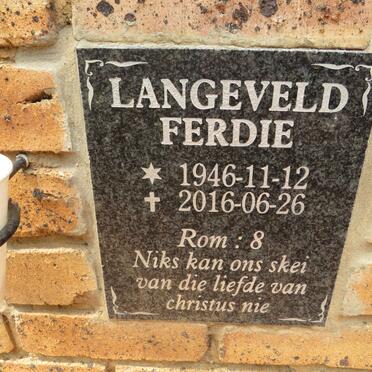 LANGEVELD
FERDIE
✶ 1946-11-12
✝ 2016-06-26
Rom : 8
Niks kan ons skei
van die liefde van
christus nie